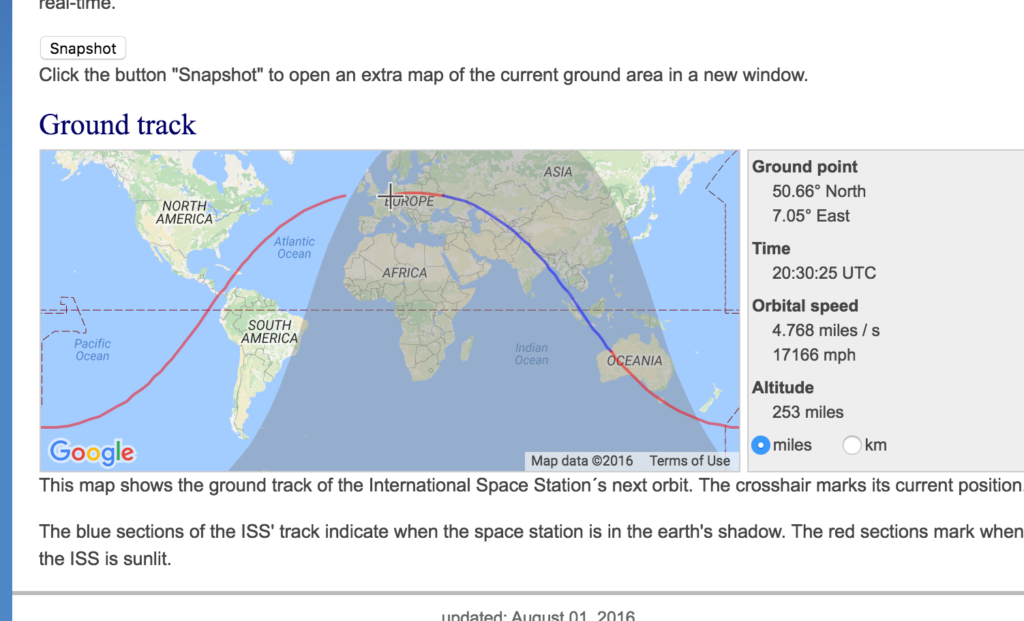 real-time.
Snapshot
Click the button "Snapshot" to open an extra map of the current ground area in a new window.
Ground track
ASIA
NORTH
AMERICA
EUROPE
Atlantic
Ocean
AFRICA
SOUTH
AMERICA
Pacific
Ocean
Indian
Ocean
OCEANIA
Google
Map data ©2016 Terms of Use
Ground point
50.66° North
7.05° East
Time
20:30:25 UTC
Orbital speed
4.768 miles / s
17166 mph
Altitude
253 miles
miles km
This map shows the ground track of the International Space Station´s next orbit. The crosshair marks its current position.
The blue sections of the ISS' track indicate when the space station is in the earth's shadow. The red sections mark when
the ISS is sunlit.
updated: August 01, 2016